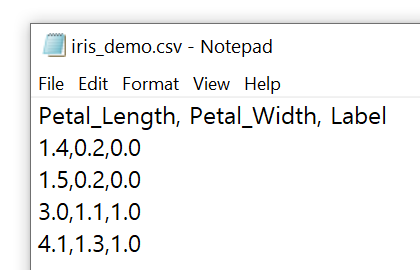 iris_demo.csv - Notepad
File Edit Format View Help
Petal_Length, Petal_Width, Label
1.4,0.2,0.0
1.5,0.2,0.0
3.0,1.1,1.0
4.1,1.3,1.0